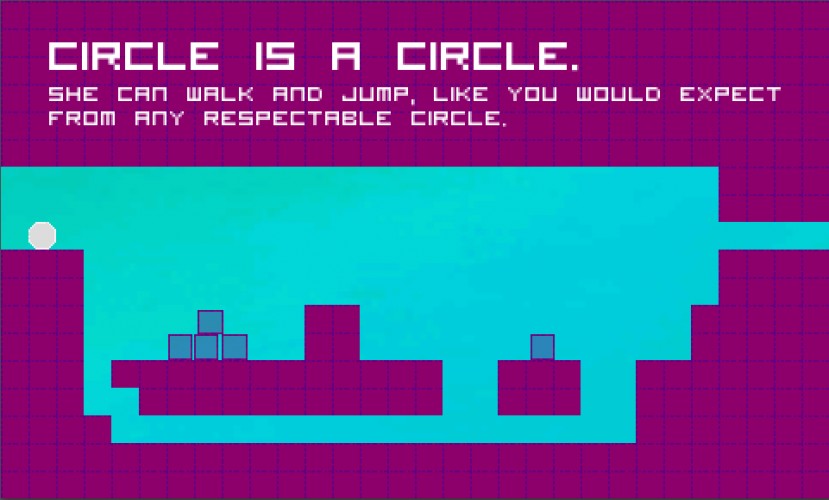 CIRCLE IS A CIRCLE.
SHE CAN WALK AND JUMP, LIKE YOU WOULD EXPECT
FROM ANY RESPECTABLE CIRCLE.